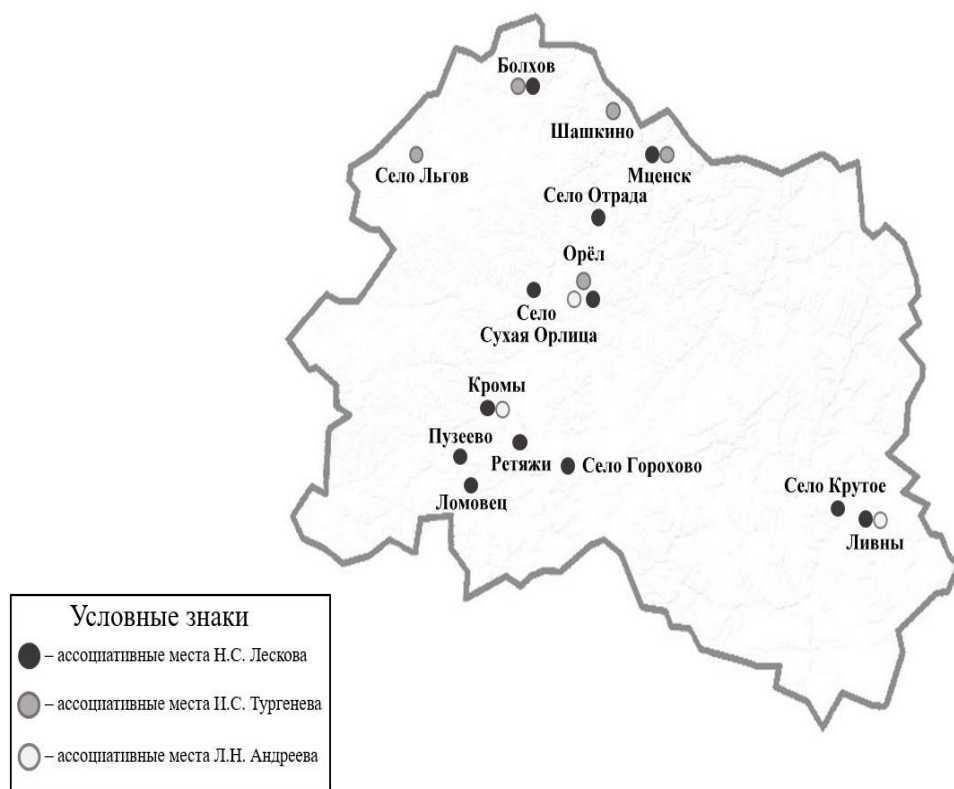 Болхов
Шашкино
Село Льгов
Мценск
Село Отрада
Орёл
Село
Сухая Орлица
Кромы
Пузеево
Ретяжи
Село Горохово
Ломовец
Село Крутое
Ливны
Условные знаки
– ассоциативные места Н.С. Лескова
– ассоциативные места И.С. Тургенева
– ассоциативные места Л.Н. Андреева